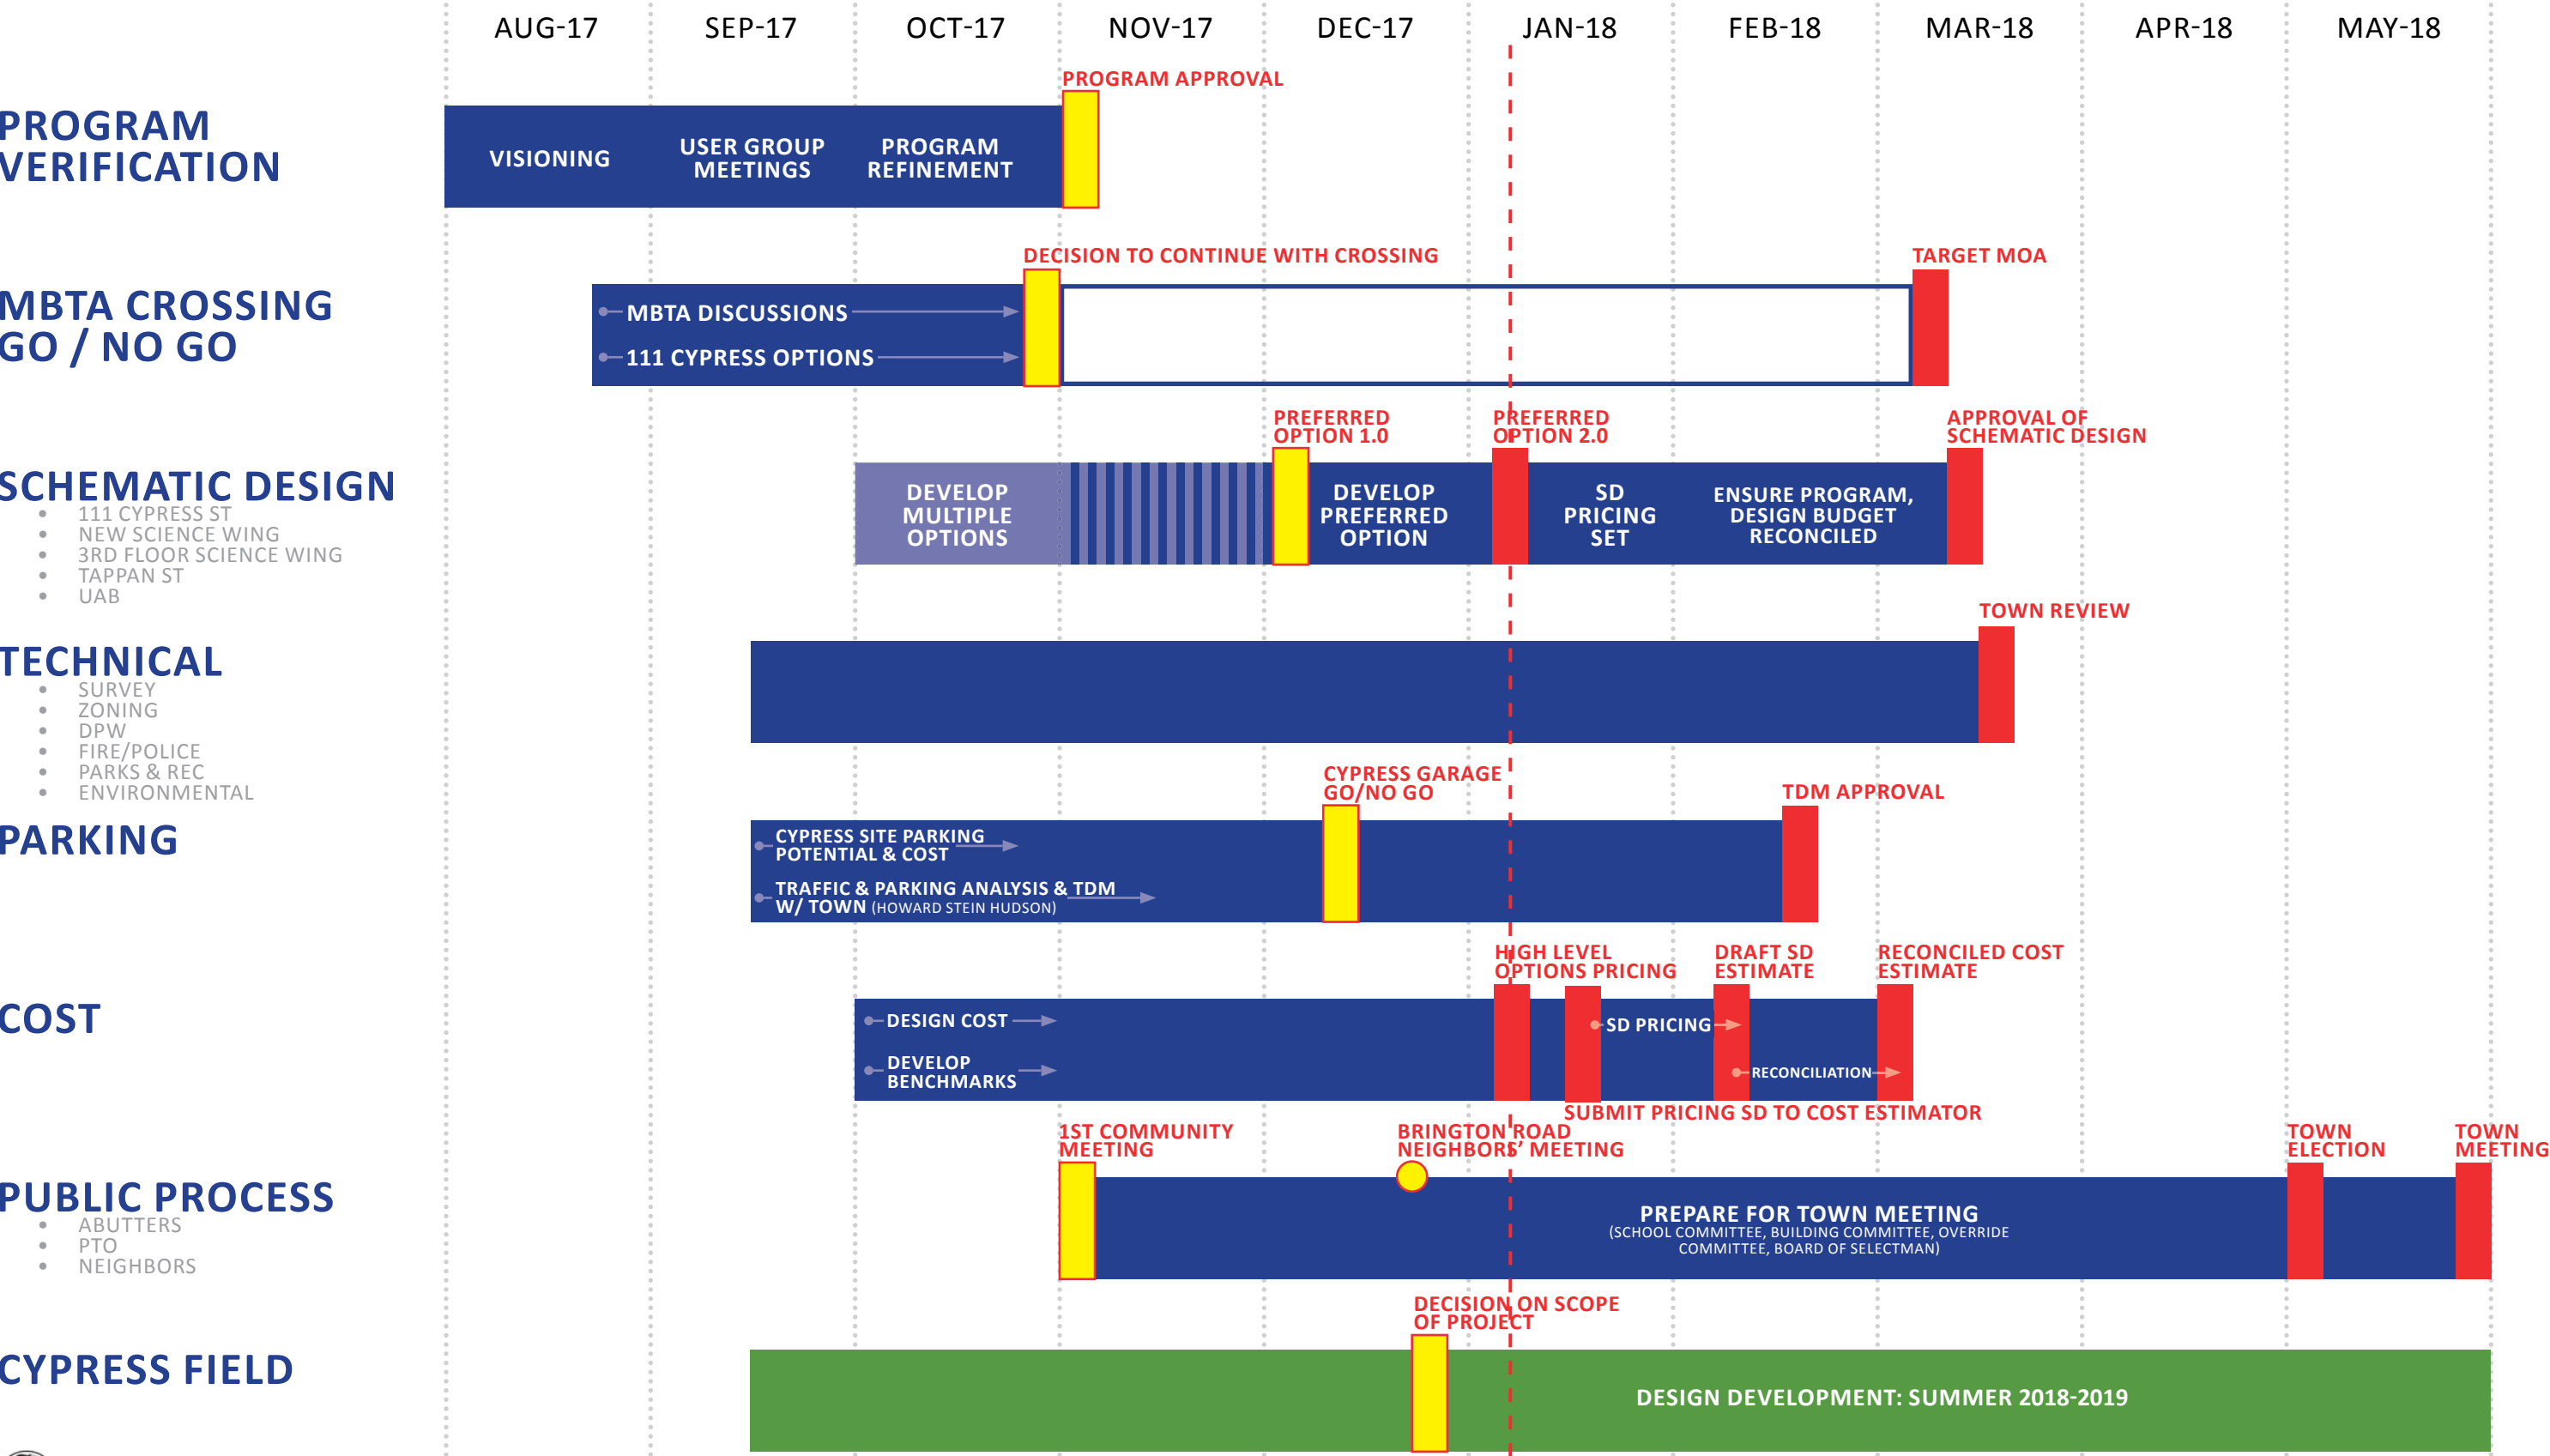 AUG-17 SEP-17 OCT-17 NOV-17 DEC-17 JAN-18 FEB-18 MAR-18 APR-18 MAY-18
PROGRAM
VERIFICATION
PROGRAM APPROVAL
VISIONING
USER GROUP
MEETINGS
PROGRAM
REFINEMENT
MBTA CROSSING
GO / NO GO
DECISION TO CONTINUE WITH CROSSING
TARGET MOA
MBTA DISCUSSIONS
111 CYPRESS OPTIONS
SCHEMATIC DESIGN
• 111 CYPRESS ST
• NEW SCIENCE WING
• 3RD FLOOR SCIENCE WING
• TAPPAN ST
• UAB
PREFERRED
OPTION 1.0
PREFERRED
OPTION 2.0
APPROVAL OF
SCHEMATIC DESIGN
DEVELOP
MULTIPLE
OPTIONS
DEVELOP
PREFERRED
OPTION
SD
PRICING
SET
ENSURE PROGRAM,
DESIGN BUDGET
RECONCILED
TECHNICAL
• SURVEY
• ZONING
• DPW
• FIRE/POLICE
• PARKS & REC
• ENVIRONMENTAL
TOWN REVIEW
PARKING
CYPRESS GARAGE
GO/NO GO
TDM APPROVAL
CYPRESS SITE PARKING
POTENTIAL & COST
TRAFFIC & PARKING ANALYSIS & TDM
W/ TOWN (HOWARD STEIN HUDSON)
COST
HIGH LEVEL
OPTIONS PRICING
DRAFT SD
ESTIMATE
RECONCILED COST
ESTIMATE
DESIGN COST
DEVELOP
BENCHMARKS
SD PRICING
RECONCILIATION
SUBMIT PRICING SD TO COST ESTIMATOR
PUBLIC PROCESS
• ABUTTERS
• PTO
• NEIGHBORS
1ST COMMUNITY
MEETING
BRINGTON ROAD
NEIGHBORS' MEETING
TOWN
ELECTION
TOWN
MEETING
PREPARE FOR TOWN MEETING
(SCHOOL COMMITTEE, BUILDING COMMITTEE, OVERRIDE
COMMITTEE, BOARD OF SELECTMAN)
CYPRESS FIELD
DECISION ON SCOPE
OF PROJECT
DESIGN DEVELOPMENT: SUMMER 2018-2019